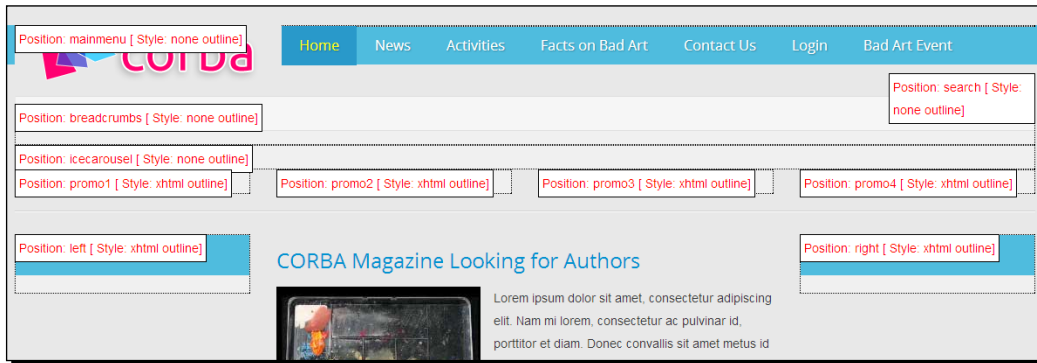 Position: mainmenu [ Style: none outline]
corba
Home News Activities Facts on Bad Art Contact Us Login Bad Art Event
Position: search [ Style:
none outline]
Position: breadcrumbs [ Style: none outline]
Position: icecarousel [ Style: none outline]
Position: promo1 [ Style: xhtml outline] Position: promo2 [ Style: xhtml outline] Position: promo3 [ Style: xhtml outline] Position: promo4 [ Style: xhtml outline]
Position: left [ Style: xhtml outline]
Position: right [ Style: xhtml outline]
CORBA Magazine Looking for Authors
Lorem ipsum dolor sit amet, consectetur adipiscing
elit. Nam mi lorem, consectetur ac pulvinar id,
porttitor et diam. Donec convallis sit amet metus id